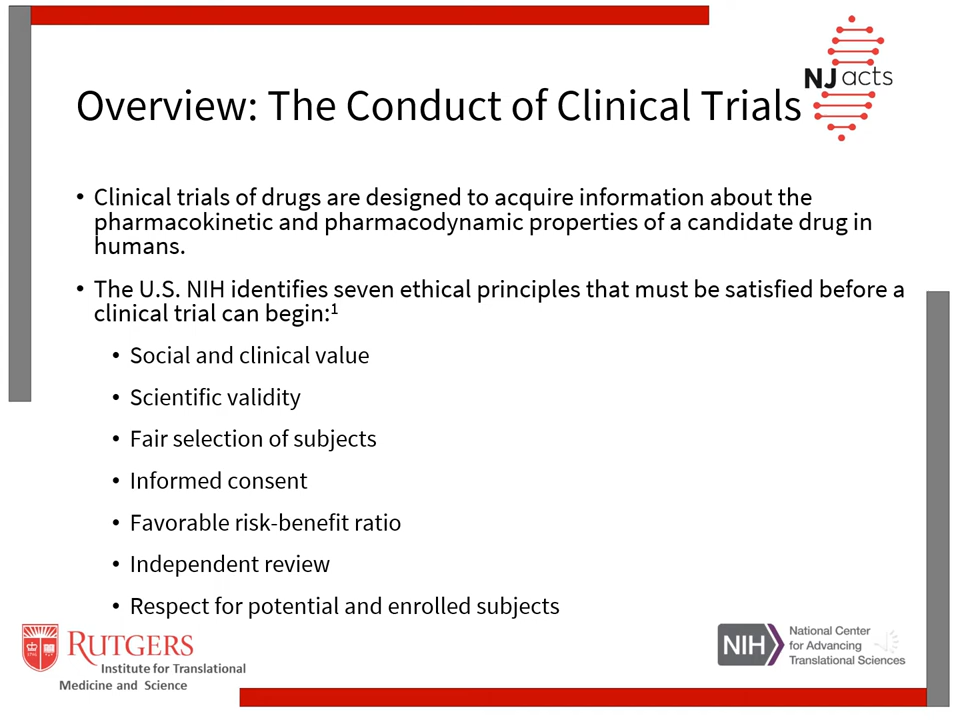 NJ acts
Overview: The Conduct of Clinical Trials
• Clinical trials of drugs are designed to acquire information about the
pharmacokinetic and pharmacodynamic properties of a candidate drug in
humans.
• The U.S. NIH identifies seven ethical principles that must be satisfied before a
clinical trial can begin:¹
• Social and clinical value
• Scientific validity
• Fair selection of subjects
• Informed consent
• Favorable risk-benefit ratio
• Independent review
• Respect for potential and enrolled subjects
RUTGERS
Institute for Translational
Medicine and Science
NIH
National Center
for Advancing
Translational Sciences